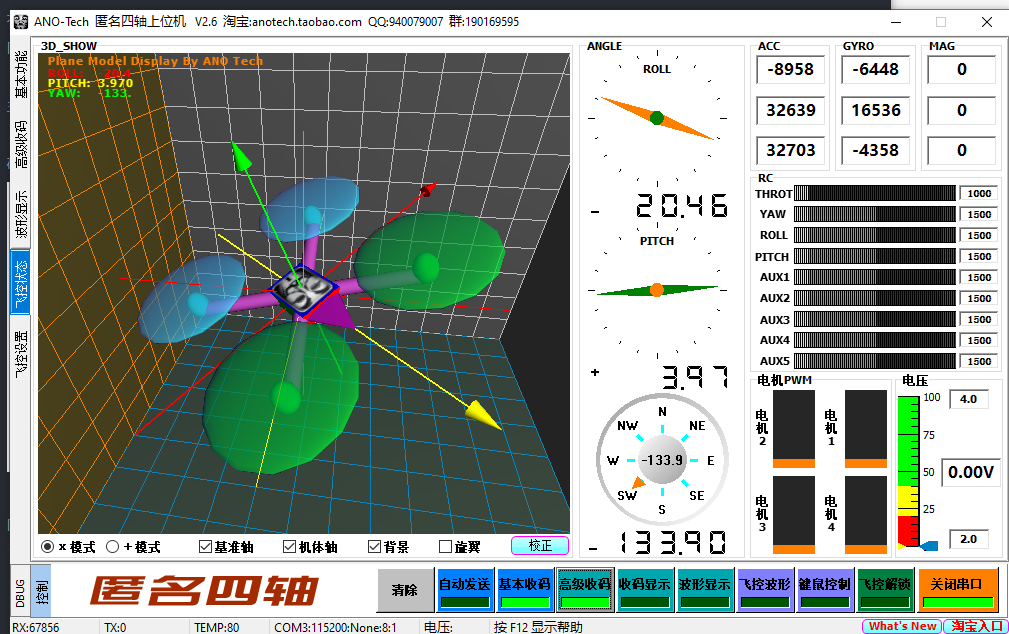 ANO-Tech 匿名四轴上位机 V2.6 淘宝:anotech.taobao.com QQ:940079007 群:190169595
基本功能
高级收码
波形显示
飞控状态
飞控设置
3D_SHOW
Plane Model Display By ANO Tech
ROLL: -20.4
PITCH: 3.970
YAW: -133.
x 模式
+ 模式
基准轴
机体轴
背景
旋翼
校正
ANGLE
ROLL
- 20.46
PITCH
+ 3.97
N
NW
NE
W
-133.9
E
SW
SE
S
- 133.90
ACC
GYRO
MAG
-8958
-6448
0
32639
16536
0
32703
-4358
0
RC
THROT 1000
YAW 1500
ROLL 1500
PITCH 1500
AUX1 1500
AUX2 1500
AUX3 1500
AUX4 1500
AUX5 1500
电机PWM
电机2
电机1
电机3
电机4
电压
100
75
50
25
4.0
0.00V
2.0
DBUG
控制
匿名四轴
清除
自动发送
基本收码
高级收码
收码显示
波形显示
飞控波形
键鼠控制
飞控解锁
关闭串口
RX:67856
TX:0
TEMP:80
COM3:115200:None:8:1
电压:
按 F12 显示帮助
What's New
淘宝入口